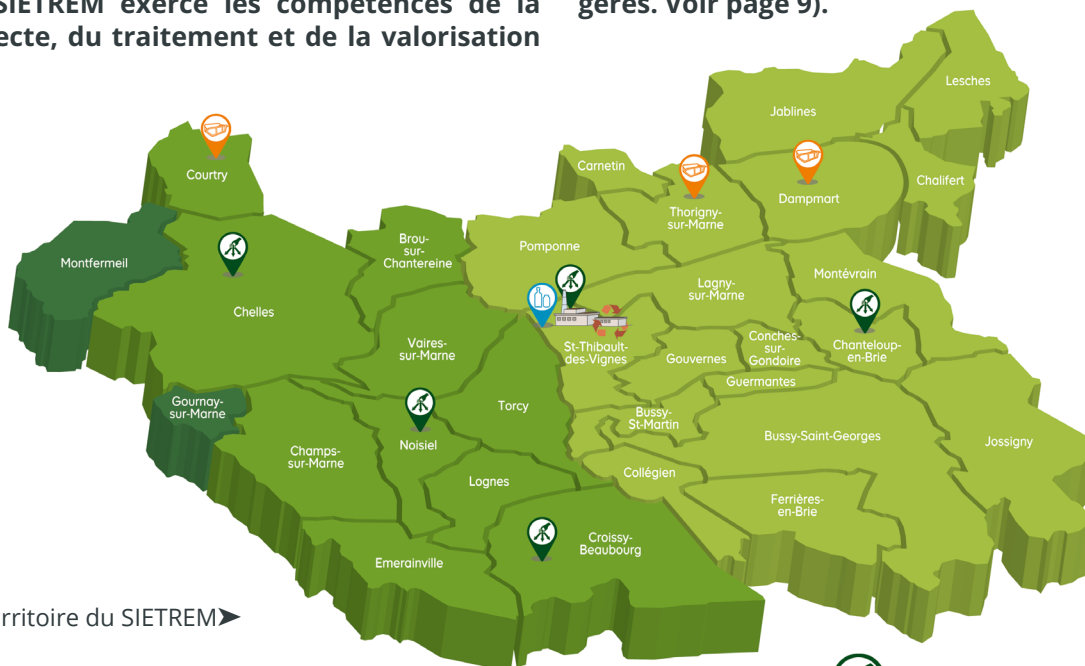 SIETREM exerce les compétences de la
ecte, du traitement et de la valorisation
gères. Voir page 9).
Lesches
Jablines
Carnetin
Courtry
Chalifert
Dampmart
Thorigny-
sur-Marne
Brou-
sur-
Chantereine
Pomponne
Montfermeil
Montévrain
Lagny-
sur-Marne
Chelles
Vaires-
sur-Marne
St-Thibault-
des-Vignes
Gouvernes
Conches-
sur-
Gondoire
Chanteloup-
en-Brie
Guermantes
Gournay-
sur-Marne
Torcy
Bussy-
St-Martin
Bussy-Saint-Georges
Jossigny
Noisiel
Champs-
sur-Marne
Collégien
Lognes
Ferrières-
en-Brie
Croissy-
Beaubourg
Emerainville
rritoire du SIETREM➤